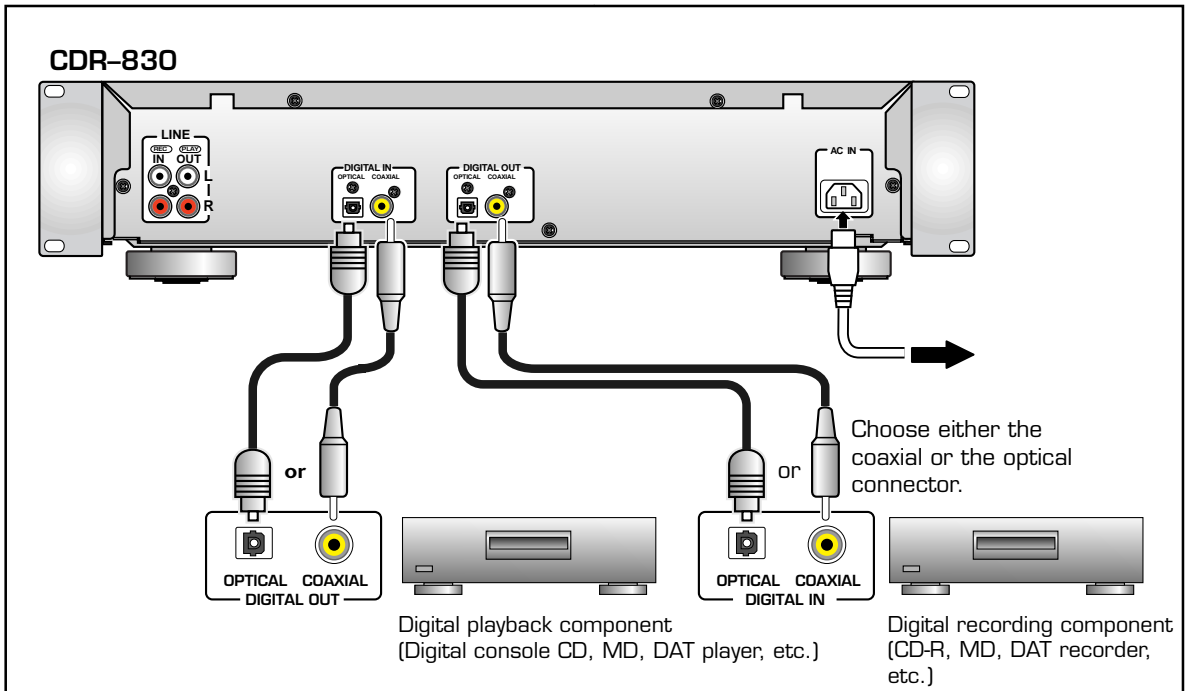 CDR–830
LINE
REC PLAY
IN OUT
L
R
DIGITAL IN
OPTICAL COAXIAL
DIGITAL OUT
OPTICAL COAXIAL
AC IN
or
or
Choose either the
coaxial or the optical
connector.
OPTICAL COAXIAL
DIGITAL OUT
OPTICAL COAXIAL
DIGITAL IN
Digital playback component
(Digital console CD, MD, DAT player, etc.)
Digital recording component
(CD-R, MD, DAT recorder,
etc.)